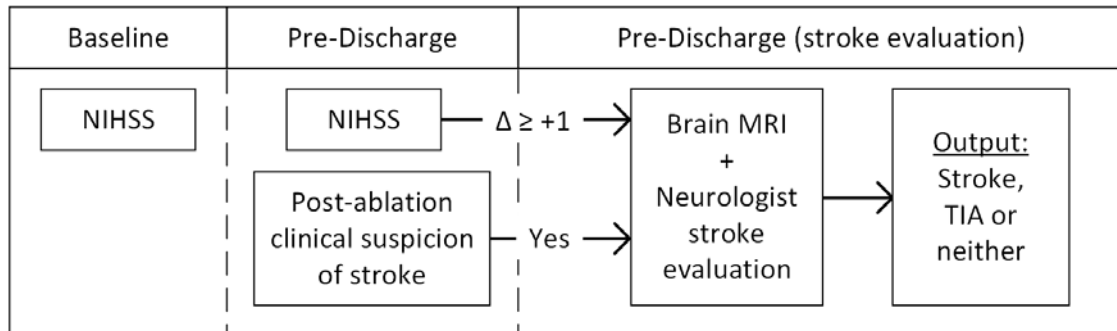 Baseline
Pre-Discharge
Pre-Discharge (stroke evaluation)
NIHSS
NIHSS
Δ ≥ +1
Post-ablation
clinical suspicion
of stroke
Yes
Brain MRI
+
Neurologist
stroke
evaluation
Output:
Stroke,
TIA or
neither